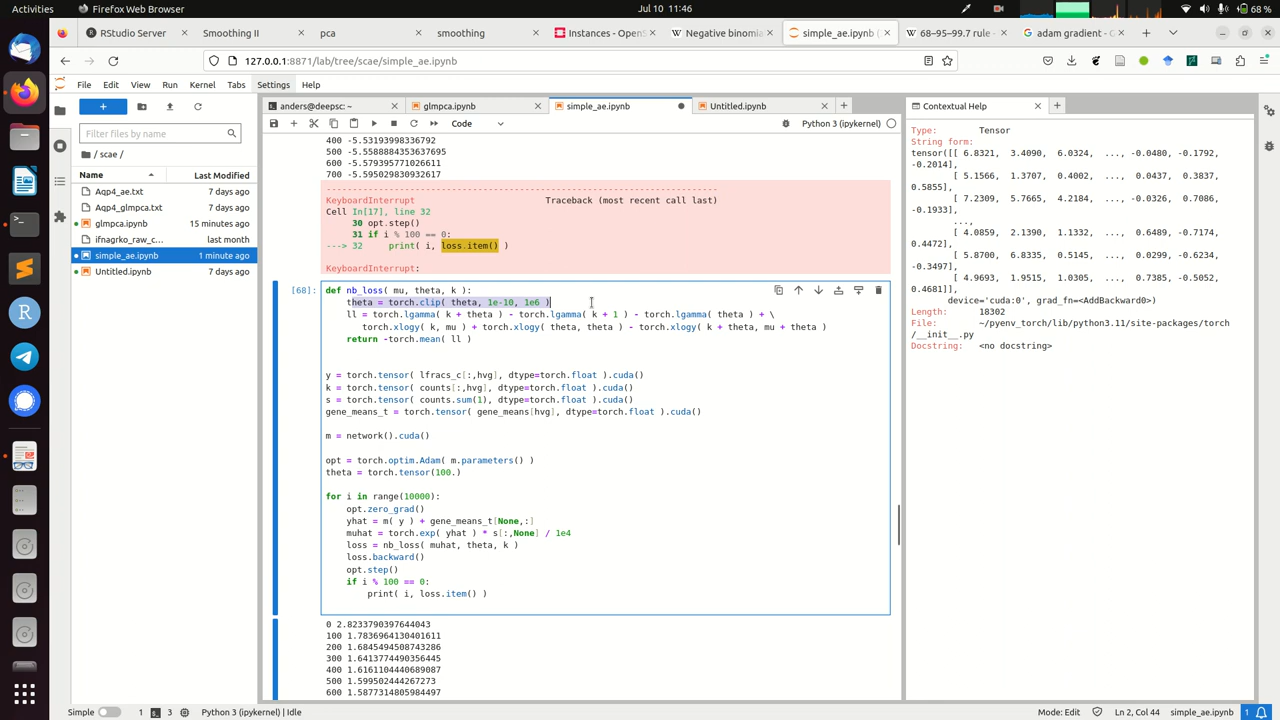 Activities
Firefox Web Browser
Jul 10 11:46
68 %
RStudio Server
Smoothing II
pca
smoothing
Instances - OpenS
Negative binomia
simple_ae.ipynb (
68–95–99.7 rule -
adam gradient -
127.0.0.1:8871/lab/tree/scae/simple_ae.ipynb
File Edit View Run Kernel Tabs Settings Help
anders@deepsc: ~
glmpca.ipynb
simple_ae.ipynb
Untitled.ipynb
Contextual Help
Code
Python 3 (ipykernel)
Filter files by name
/ scae /
Name Last Modified
Aqp4_ae.txt 7 days ago
Aqp4_glmpca.txt 7 days ago
glmpca.ipynb 15 minutes ago
ifnagrko_raw_c... last month
simple_ae.ipynb 1 minute ago
Untitled.ipynb 7 days ago
400 -5.53193998336792
500 -5.5588884353637695
600 -5.579395771026611
700 -5.595029830932617
---------------------------------------------------------------------------
KeyboardInterrupt Traceback (most recent call last)
Cell In[17], line 32
30 opt.step()
31 if i % 100 == 0:
---> 32 print( i, loss.item() )
KeyboardInterrupt:
[68]:
def nb_loss( mu, theta, k ):
theta = torch.clip( theta, 1e-10, 1e6 )
ll = torch.lgamma( k + theta ) - torch.lgamma( k + 1 ) - torch.lgamma( theta ) + \
torch.xlogy( k, mu ) + torch.xlogy( theta, theta ) - torch.xlogy( k + theta, mu + theta )
return -torch.mean( ll )
y = torch.tensor( lfracs_c[:,hvg], dtype=torch.float ).cuda()
k = torch.tensor( counts[:,hvg], dtype=torch.float ).cuda()
s = torch.tensor( counts.sum(1), dtype=torch.float ).cuda()
gene_means_t = torch.tensor( gene_means[hvg], dtype=torch.float ).cuda()
m = network().cuda()
opt = torch.optim.Adam( m.parameters() )
theta = torch.tensor(100.)
for i in range(10000):
opt.zero_grad()
yhat = m( y ) + gene_means_t[None,:]
muhat = torch.exp( yhat ) * s[:,None] / 1e4
loss = nb_loss( muhat, theta, k )
loss.backward()
opt.step()
if i % 100 == 0:
print( i, loss.item() )
0 2.8233790397644043
100 1.7836964130401611
200 1.6845494508743286
300 1.6413774490356445
400 1.6161104440689087
500 1.599502444267273
600 1.5877314805984497
Type: Tensor
String form:
tensor([[ 6.8321, 3.4090, 6.0324, ..., -0.0480, -0.1792,
-0.2014],
[ 5.1566, 1.3707, 0.4002, ..., 0.0437, 0.3837,
0.5855],
[ 7.2309, 5.7665, 4.2184, ..., -0.0326, 0.7086,
-0.1933],
...,
[ 4.0859, 2.1390, 1.1332, ..., 0.6489, -0.7174,
0.4472],
[ 5.8700, 6.8335, 0.5145, ..., 0.0299, -0.6234,
-0.3497],
[ 4.9693, 1.9515, 1.0305, ..., 0.7385, -0.5052,
0.4681]],
device='cuda:0', grad_fn=<AddBackward0>)
Length: 18302
File: ~/pyenv_torch/lib/python3.11/site-packages/torch
/__init__.py
Docstring: <no docstring>
Simple
1
3
Python 3 (ipykernel) | Idle
Mode: Edit
Ln 2, Col 44
simple_ae.ipynb
1